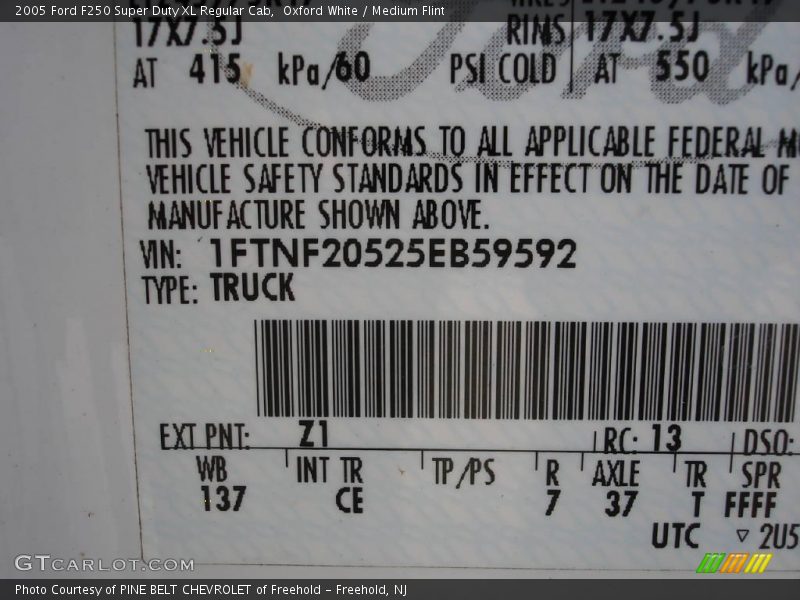 2005 Ford F250 Super Duty XL Regular Cab, Oxford White / Medium Flint
17X7.5J RIMS 17X7.5J
AT 415 kPa/60 PSI COLD AT 550 kPa/
THIS VEHICLE CONFORMS TO ALL APPLICABLE FEDERAL
VEHICLE SAFETY STANDARDS IN EFFECT ON THE DATE OF
MANUFACTURE SHOWN ABOVE.
VIN: 1FTNF20525EB59592
TYPE: TRUCK
EXT PNT: Z1 RC: 13 DSO:
WB INT TR TP/PS R AXLE TR SPR
137 CE 7 37 T FFFF
UTC ▽ 2U5
GTCARLOT.COM
Photo Courtesy of PINE BELT CHEVROLET of Freehold – Freehold, NJ